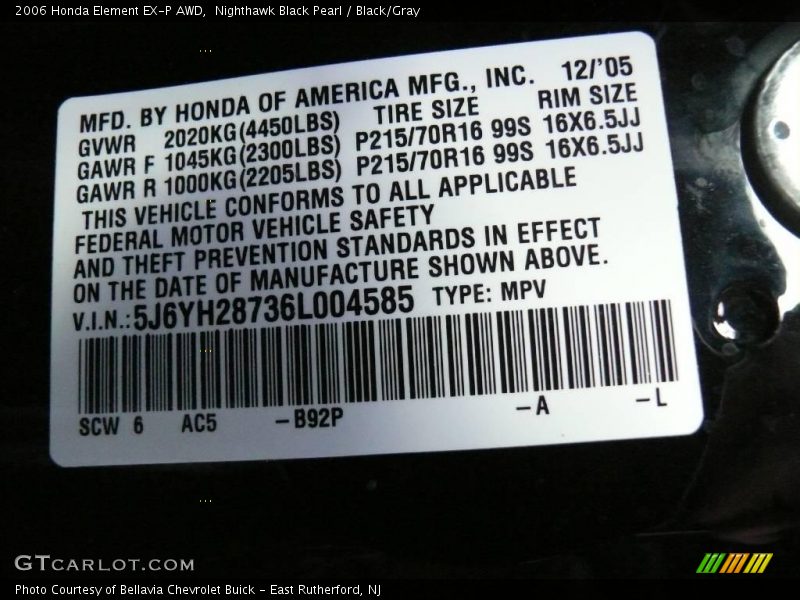 2006 Honda Element EX-P AWD,  Nighthawk Black Pearl / Black/Gray
MFD. BY HONDA OF AMERICA MFG., INC. 12/'05
GVWR 2020KG(4450LBS) TIRE SIZE RIM SIZE
GAWR F 1045KG(2300LBS) P215/70R16 99S 16X6.5JJ
GAWR R 1000KG(2205LBS) P215/70R16 99S 16X6.5JJ
THIS VEHICLE CONFORMS TO ALL APPLICABLE
FEDERAL MOTOR VEHICLE SAFETY
AND THEFT PREVENTION STANDARDS IN EFFECT
ON THE DATE OF MANUFACTURE SHOWN ABOVE.
V.I.N.: 5J6YH28736L004585 TYPE: MPV
SCW 6 AC5 -B92P -A -L
GTCARLOT.COM
Photo Courtesy of Bellavia Chevrolet Buick - East Rutherford, NJ